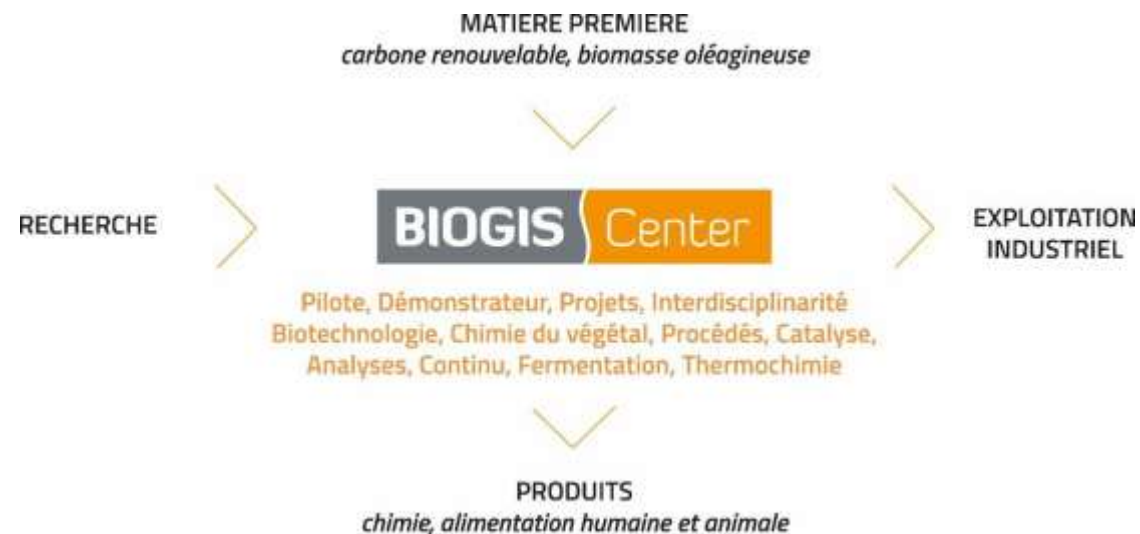 MATIERE PREMIERE
carbone renouvelable, biomasse oléagineuse
RECHERCHE
BIOGIS Center
EXPLOITATION
INDUSTRIEL
Pilote, Démonstrateur, Projets, Interdisciplinarité
Biotechnologie, Chimie du végétal, Procédés, Catalyse,
Analyses, Continu, Fermentation, Thermochimie
PRODUITS
chimie, alimentation humaine et animale